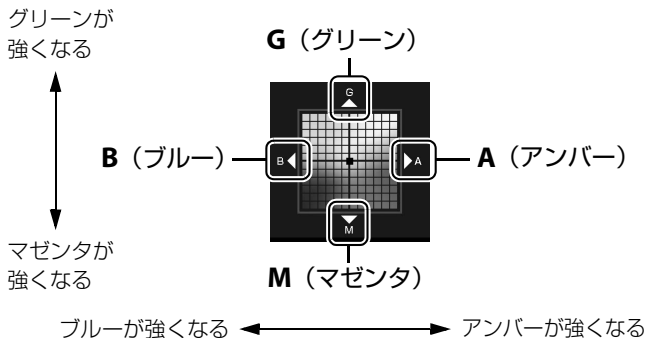 グリーンが
強くなる
G（グリーン）
G
B（ブルー）
B
A
A（アンバー）
M
マゼンタが
強くなる
M（マゼンタ）
ブルーが強くなる
アンバーが強くなる